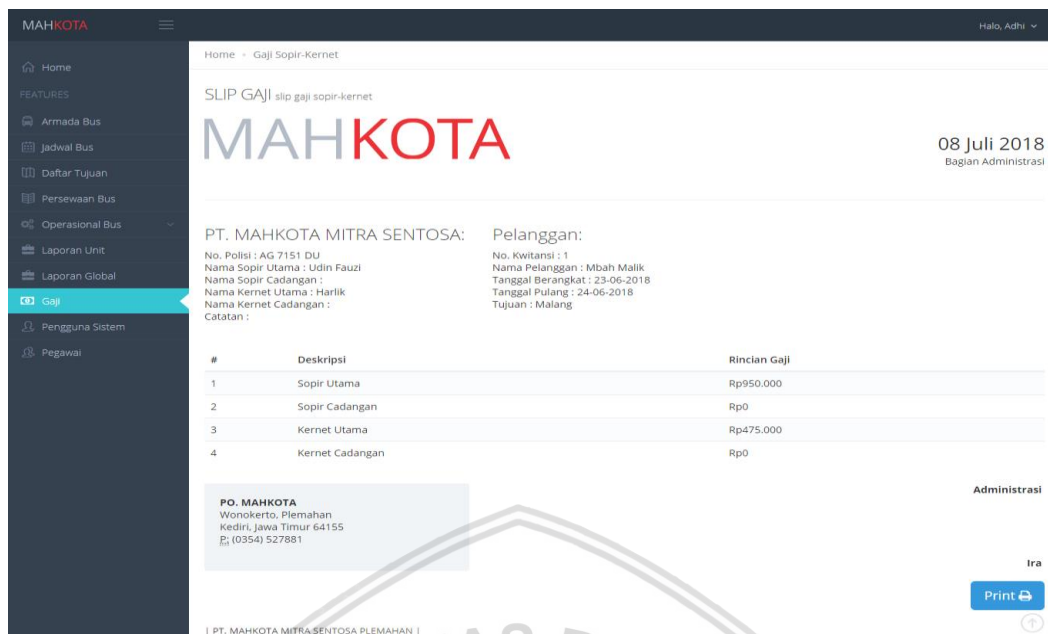 MAHKOTA
Halo, Adhi
Home
FEATURES
Armada Bus
Jadwal Bus
Daftar Tujuan
Persewaan Bus
Operasional Bus
Laporan Unit
Laporan Global
Gaji
Pengguna Sistem
Pegawai
Home Gaji Sopir-Kernet
SLIP GAJI slip gaji sopir-kernet
MAHKOTA
08 Juli 2018
Bagian Administrasi
PT. MAHKOTA MITRA SENTOSA:
No. Polisi : AG 7151 DU
Nama Sopir Utama : Udin Fauzi
Nama Sopir Cadangan :
Nama Kernet Utama : Harlik
Nama Kernet Cadangan :
Catatan :
Pelanggan:
No. Kwitansi : 1
Nama Pelanggan : Mbah Malik
Tanggal Berangkat : 23-06-2018
Tanggal Pulang : 24-06-2018
Tujuan : Malang
# Deskripsi Rincian Gaji
1 Sopir Utama Rp950.000
2 Sopir Cadangan Rp0
3 Kernet Utama Rp475.000
4 Kernet Cadangan Rp0
PO. MAHKOTA
Wonokerto, Plemahan
Kediri, Jawa Timur 64155
P: (0354) 527881
Administrasi
Ira
Print
| PT. MAHKOTA MITRA SENTOSA PLEMAHAN |